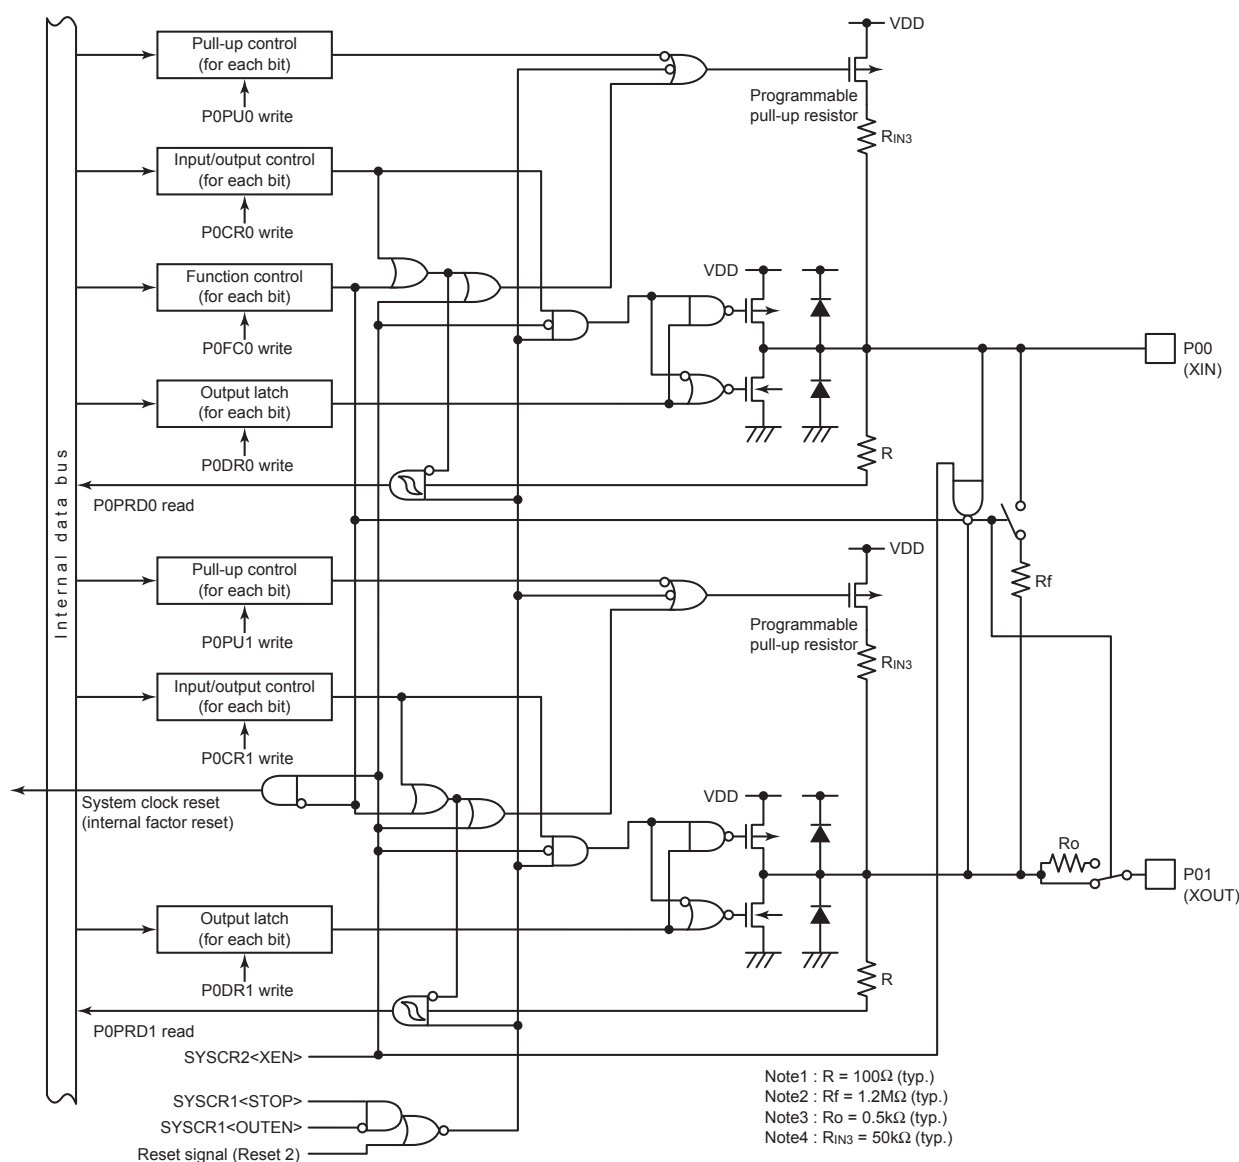 VDD
Pull-up control
(for each bit)
P0PU0 write
Programmable
pull-up resistor
RIN3
Input/output control
(for each bit)
P0CR0 write
Function control
(for each bit)
P0FC0 write
VDD
P00
(XIN)
Output latch
(for each bit)
P0DR0 write
R
P0PRD0 read
Internal data bus
VDD
Pull-up control
(for each bit)
P0PU1 write
Rf
Programmable
pull-up resistor
RIN3
Input/output control
(for each bit)
P0CR1 write
System clock reset
(internal factor reset)
VDD
Ro
P01
(XOUT)
Output latch
(for each bit)
P0DR1 write
R
P0PRD1 read
SYSCR2<XEN>
SYSCR1<STOP>
SYSCR1<OUTEN>
Reset signal (Reset 2)
Note1 : R = 100Ω (typ.)
Note2 : Rf = 1.2MΩ (typ.)
Note3 : Ro = 0.5kΩ (typ.)
Note4 : RIN3 = 50kΩ (typ.)